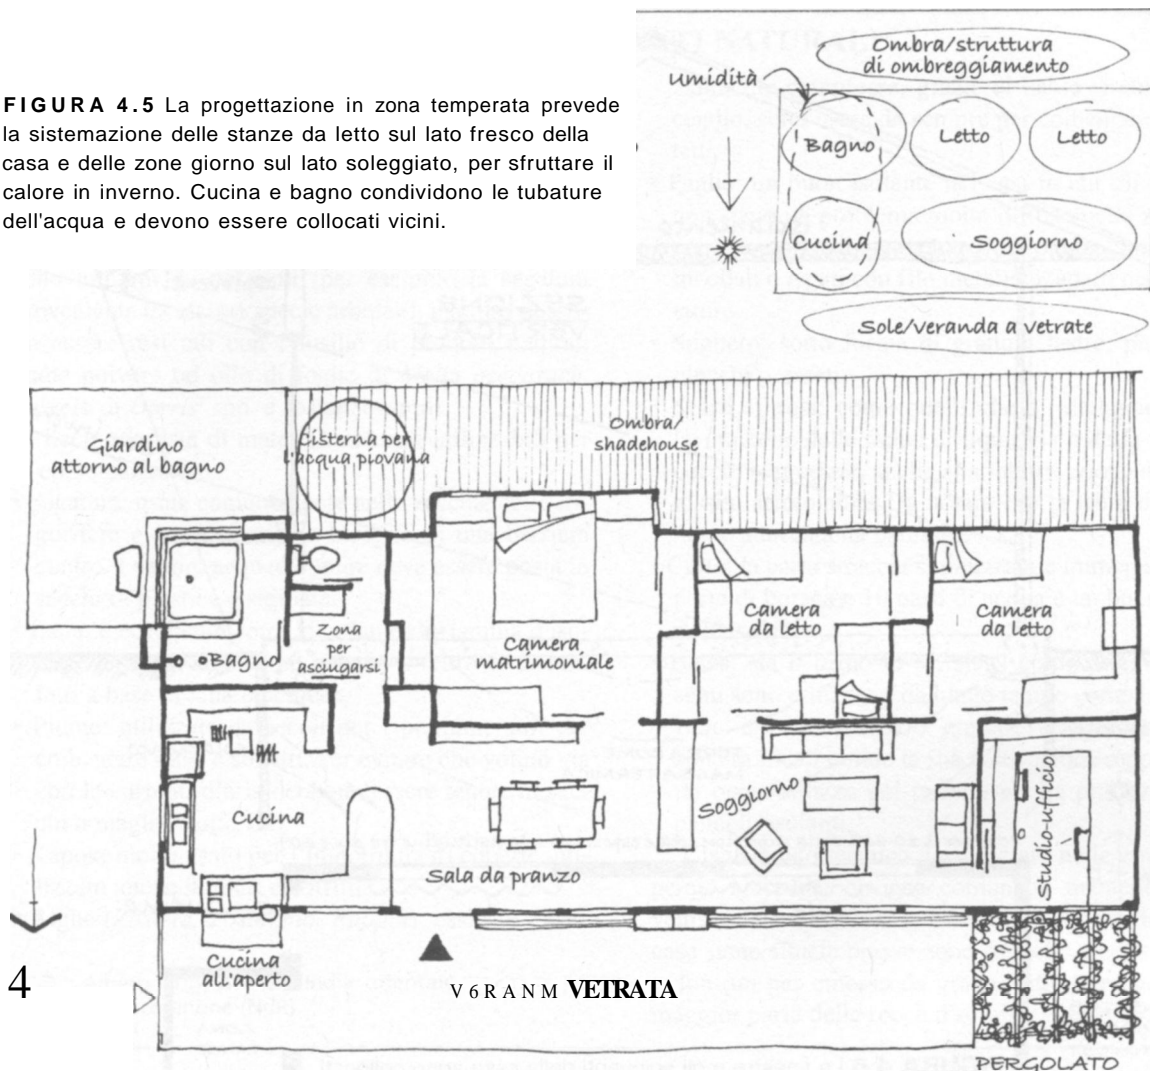 FIGURA 4.5 La progettazione in zona temperata prevede
la sistemazione delle stanze da letto sul lato fresco della
casa e delle zone giorno sul lato soleggiato, per sfruttare il
calore in inverno. Cucina e bagno condividono le tubature
dell'acqua e devono essere collocati vicini.
Ombra/struttura
di ombreggiamento
umidità
Bagno
Letto
Letto
Cucina
Soggiorno
Sole/veranda a vetrate
Giardino
attorno al bagno
Cisterna per
l'acqua piovana
Ombra/
shadehouse
Bagno
Zona
per
asciugarsi
Camera
matrimoniale
Camera
da letto
Camera
da letto
Cucina
Sala da pranzo
Soggiorno
Studio-ufficio
Cucina
all'aperto
4
V6RANM VETRATA
PERGOLATO